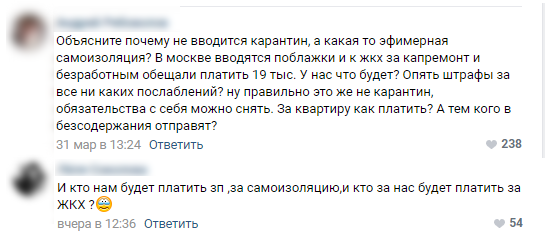 Объясните почему не вводится карантин, а какая то эфимерная
самоизоляция? В москве вводятся поблажки и к жкх за капремонт и
безработным обещали платить 19 тыс. У нас что будет? Опять штрафы за
все ни каких послаблений? ну правильно это же не карантин,
обязательства с себя можно снять. За квартиру как платить? А тем кого в
безсодержания отправят?
31 мар в 13:24 Ответить 238
И кто нам будет платить зп ,за самоизоляцию,и кто за нас будет платить за
ЖКХ ?
вчера в 12:36 Ответить 54